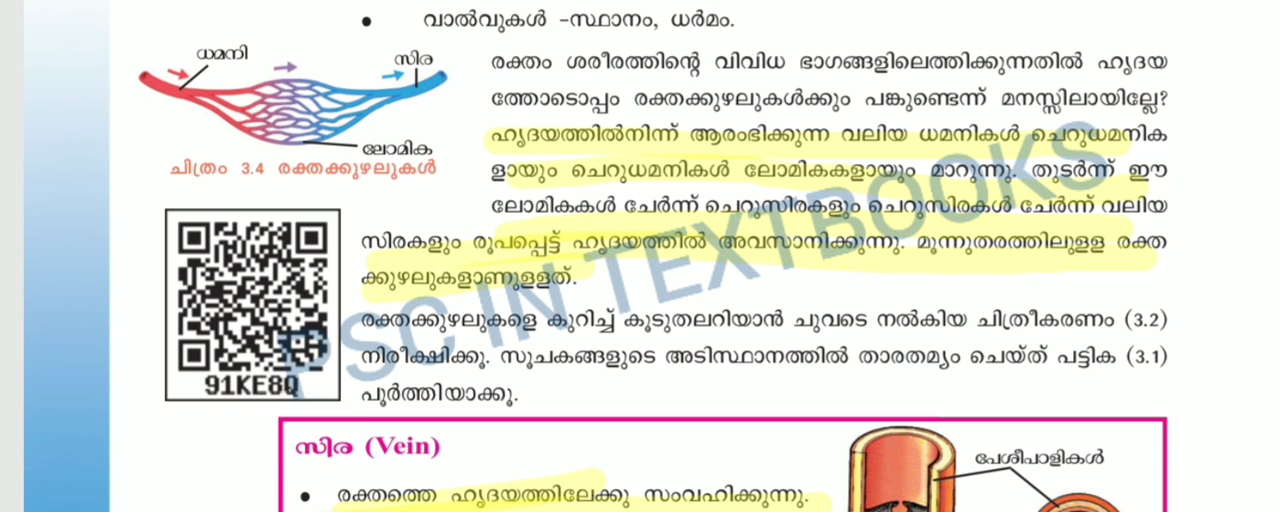 • വാൽവുകൾ -സ്ഥാനം, ധർമം.
ധമനി
സിര
ലോമിക
ചിത്രം 3.4 രക്തക്കുഴലുകൾ
91KE8Q
രക്തം ശരീരത്തിന്റെ വിവിധ ഭാഗങ്ങളിലെത്തിക്കുന്നതിൽ ഹൃദയ
ത്തോടൊപ്പം രക്തക്കുഴലുകൾക്കും പങ്കുണ്ടെന്ന് മനസ്സിലായില്ലേ?
ഹൃദയത്തിൽനിന്ന് ആരംഭിക്കുന്ന വലിയ ധമനികൾ ചെറുധമനിക
ളായും ചെറുധമനികൾ ലോമികകളായും മാറുന്നു. തുടർന്ന് ഈ
ലോമികകൾ ചേർന്ന് ചെറുസിരകളും ചെറുസിരകൾ ചേർന്ന് വലിയ
സിരകളും രൂപപ്പെട്ട് ഹൃദയത്തിൽ അവസാനിക്കുന്നു. മൂന്നുതരത്തിലുളള രക്ത
ക്കുഴലുകളാണുളളത്.
രക്തക്കുഴലുകളെ കുറിച്ച് കൂടുതലറിയാൻ ചുവടെ നൽകിയ ചിത്രീകരണം (3.2)
നിരീക്ഷിക്കൂ. സൂചകങ്ങളുടെ അടിസ്ഥാനത്തിൽ താരതമ്യം ചെയ്ത് പട്ടിക (3.1)
പൂർത്തിയാക്കൂ.
PSC IN TEXTBOOKS
സിര (Vein)
• രക്തത്തെ ഹൃദയത്തിലേക്കു സംവഹിക്കുന്നു.
പേശീപാളികൾ